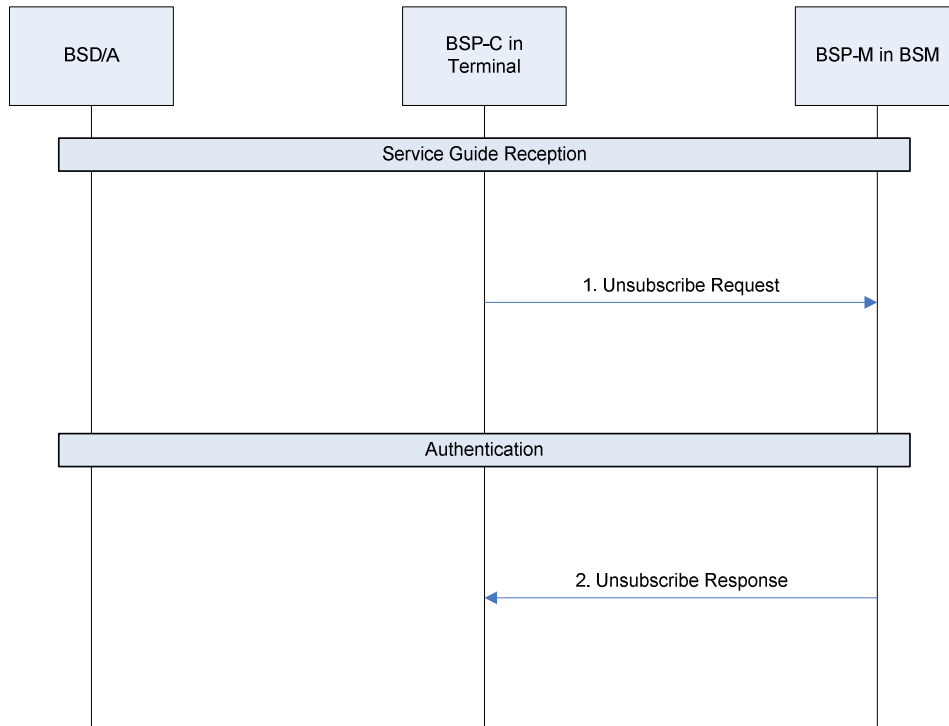 BSD/A
BSP-C in
Terminal
BSP-M in BSM
Service Guide Reception
1. Unsubscribe Request
Authentication
2. Unsubscribe Response